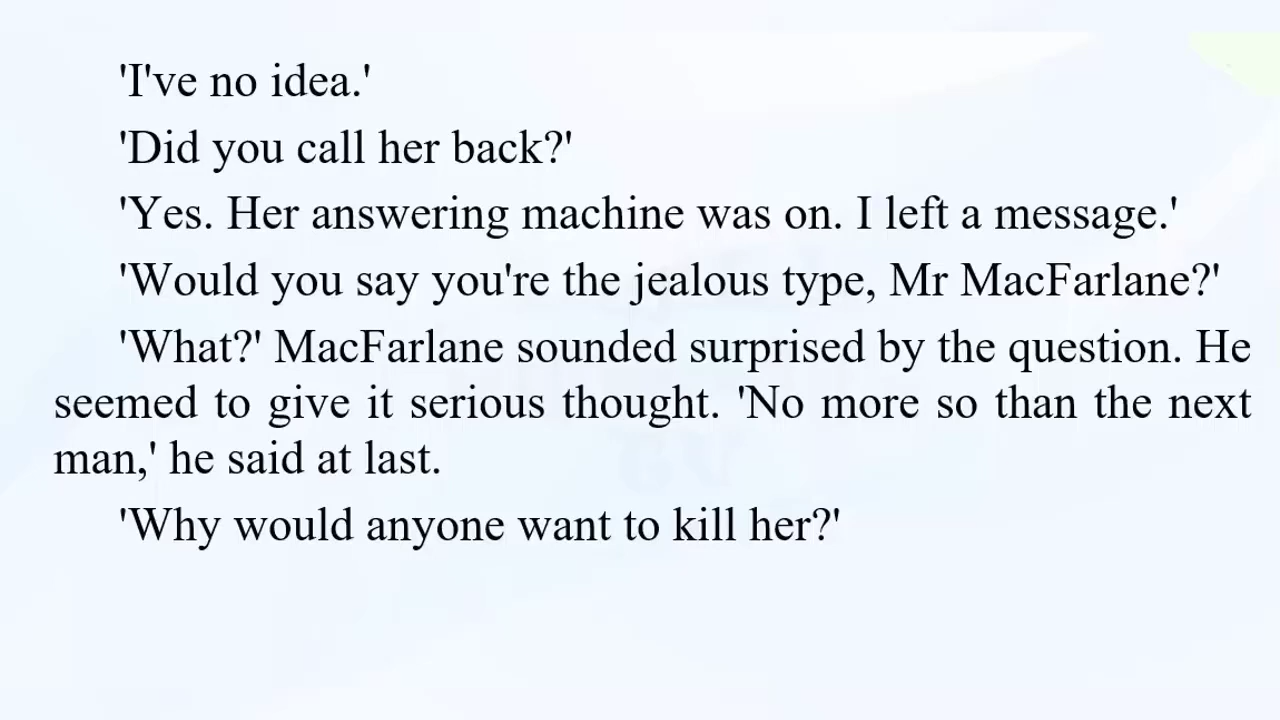 'I've no idea.'
'Did you call her back?'
'Yes. Her answering machine was on. I left a message.'
'Would you say you're the jealous type, Mr MacFarlane?'
'What?' MacFarlane sounded surprised by the question. He
seemed to give it serious thought. 'No more so than the next
man,' he said at last.
'Why would anyone want to kill her?'